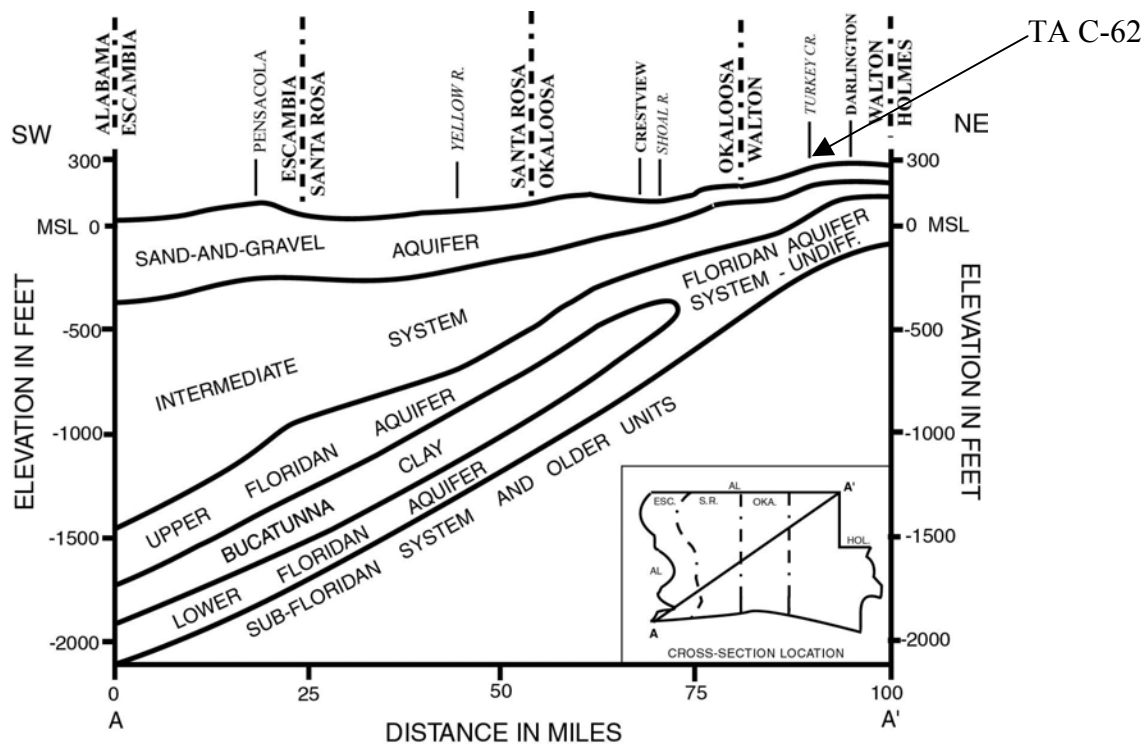 TA C-62
ALABAMA
ESCAMBIA
PENSACOLA
ESCAMBIA
SANTA ROSA
YELLOW R.
SANTA ROSA
OKALOOSA
CRESTVIEW
SHOAL R.
OKALOOSA
WALTON
TURKEY CR.
DARLINGTON
WALTON
HOLMES
SW
NE
300
300
MSL 0
0 MSL
-500
-500
-1000
-1000
-1500
-1500
-2000
-2000
ELEVATION IN FEET
ELEVATION IN FEET
SAND-AND-GRAVEL AQUIFER
INTERMEDIATE SYSTEM
FLORIDAN AQUIFER
SYSTEM - UNDIFF.
UPPER FLORIDAN AQUIFER
BUCATUNNA CLAY
LOWER FLORIDAN AQUIFER
SUB-FLORIDAN SYSTEM AND OLDER UNITS
AL
ESC.
S.R.
OKA.
A'
HOL.
AL
A
CROSS-SECTION LOCATION
0
25
50
75
100
A
A'
DISTANCE IN MILES